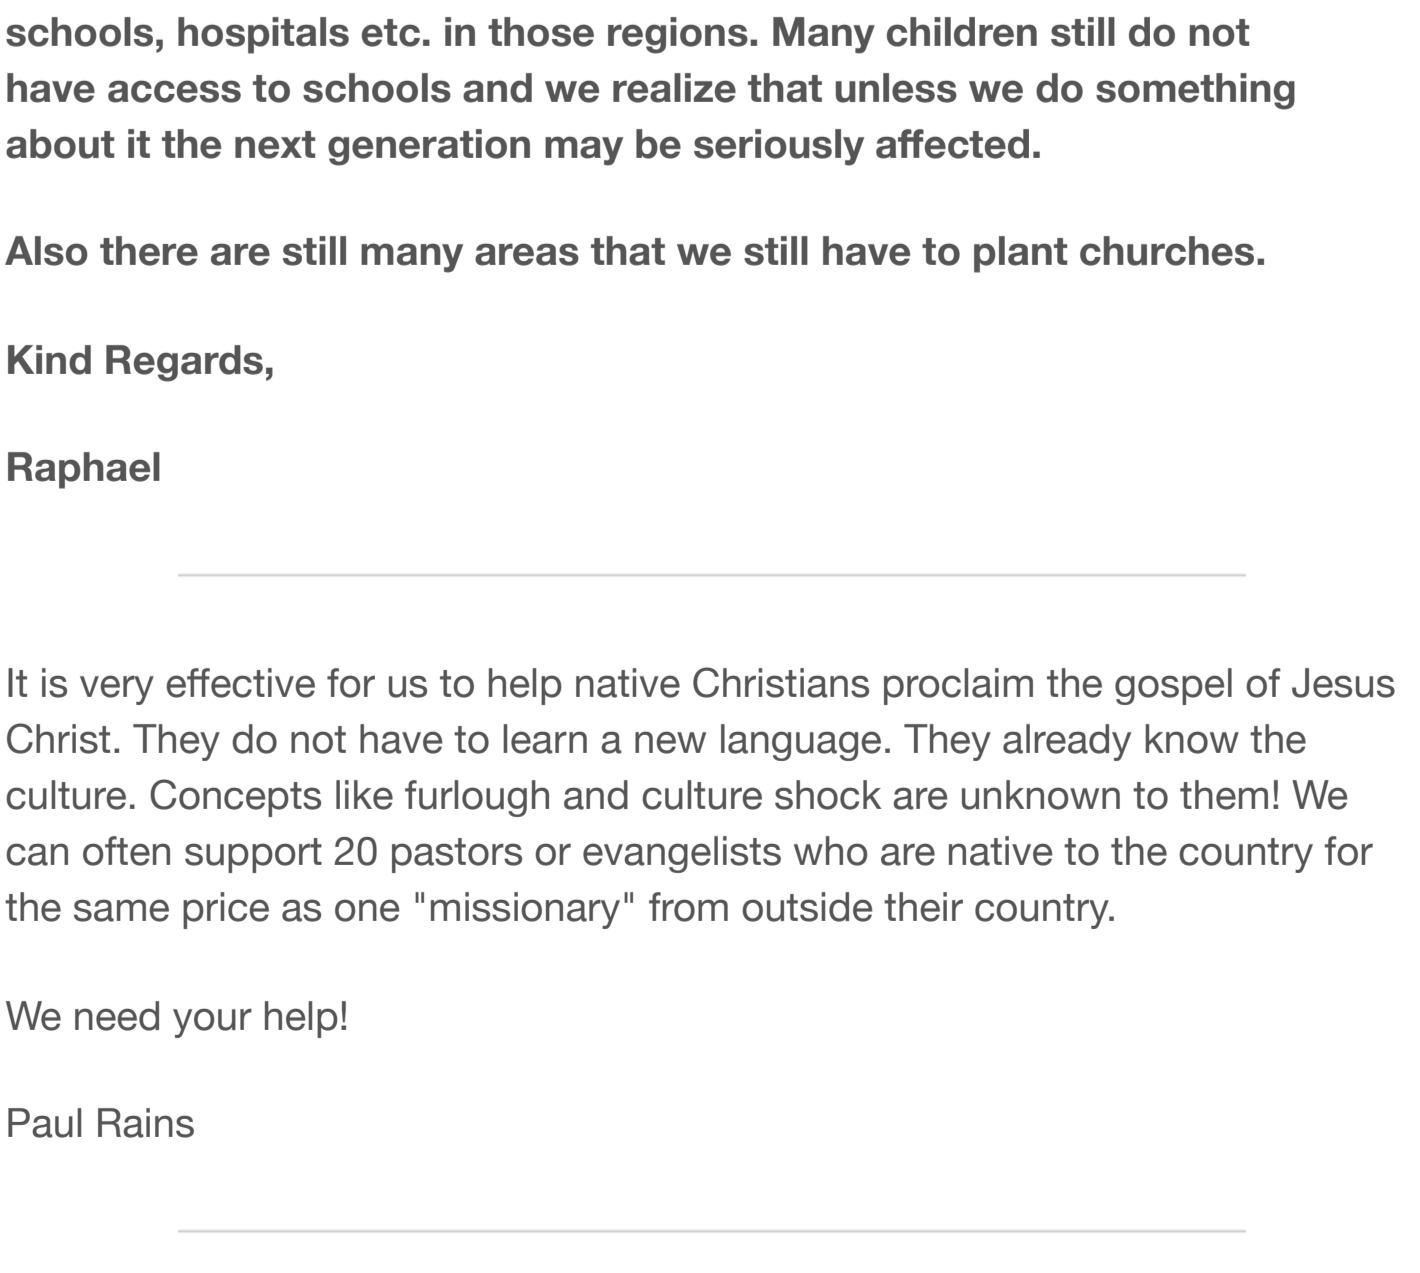 schools, hospitals etc. in those regions. Many children still do not
have access to schools and we realize that unless we do something
about it the next generation may be seriously affected.
Also there are still many areas that we still have to plant churches.
Kind Regards,
Raphael
It is very effective for us to help native Christians proclaim the gospel of Jesus
Christ. They do not have to learn a new language. They already know the
culture. Concepts like furlough and culture shock are unknown to them! We
can often support 20 pastors or evangelists who are native to the country for
the same price as one "missionary" from outside their country.
We need your help!
Paul Rains